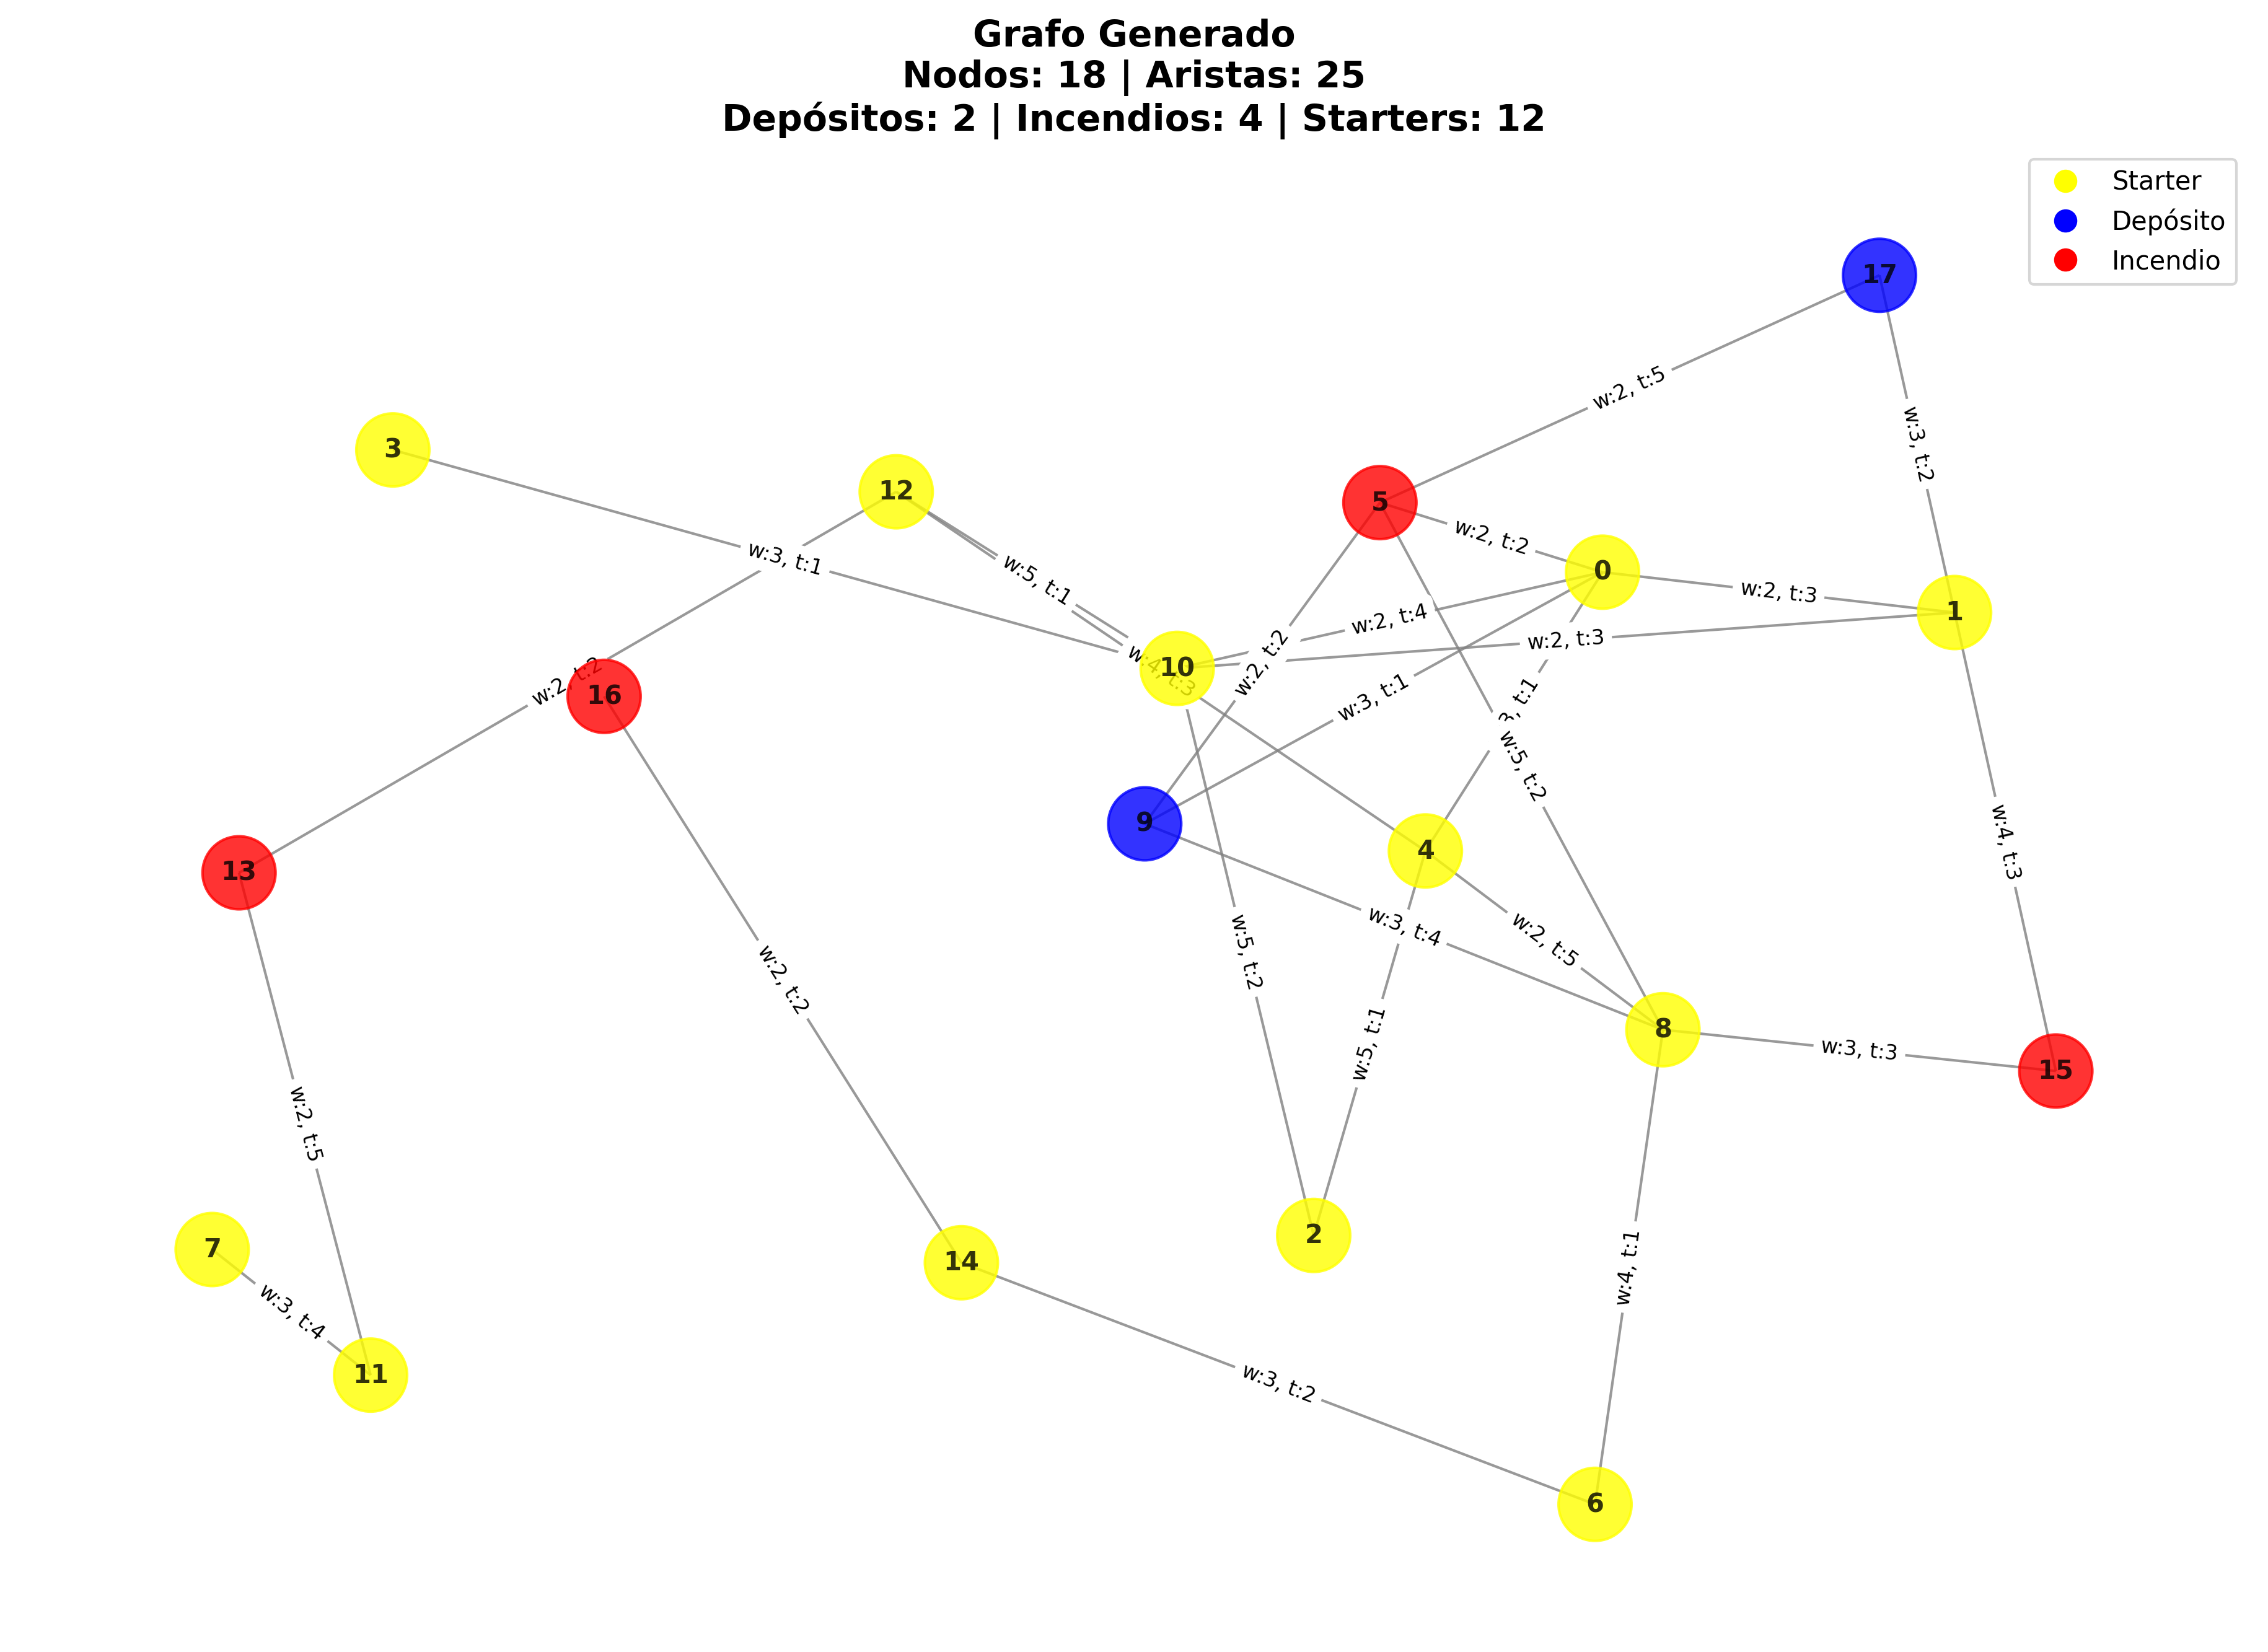 Grafo Generado
Nodos: 18 | Aristas: 25
Depósitos: 2 | Incendios: 4 | Starters: 12
Starter
Depósito
Incendio
17
w:2, t:5
w:3, t:2
3
12
5
w:2, t:2
0
w:3, t:1
w:5, t:1
w:2, t:3
1
w:2, t:4
w:2, t:3
w:2, t:2
10
w:4, t:3
w:2, t:2
16
w:3, t:1
3, t:1
w:5, t:2
9
4
w:4, t:3
13
w:3, t:4
w:2, t:5
w:5, t:2
w:2, t:2
8
w:5, t:1
w:3, t:3
15
w:2, t:5
7
2
14
w:4, t:1
w:3, t:4
11
w:3, t:2
6